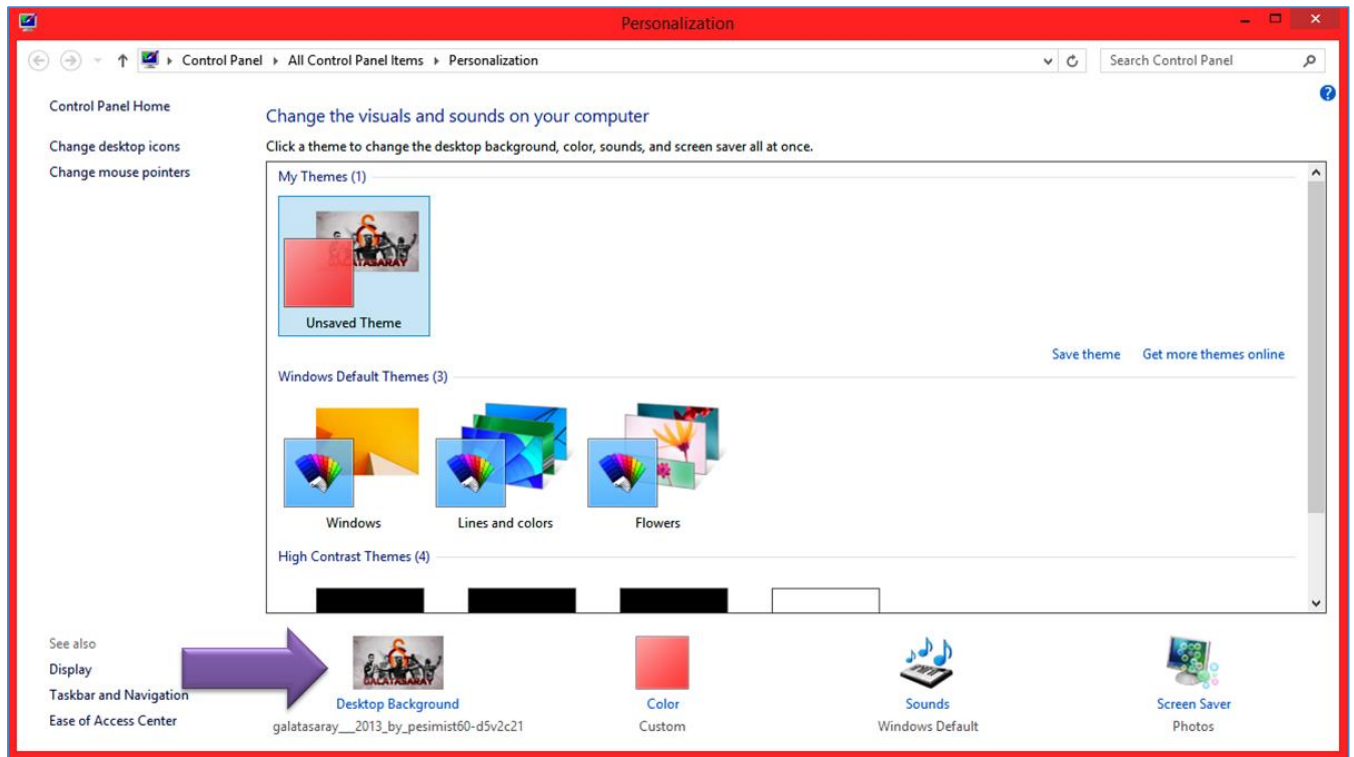 Personalization
Control Panel ▸ All Control Panel Items ▸ Personalization
Search Control Panel
Control Panel Home
Change desktop icons
Change mouse pointers
Change the visuals and sounds on your computer
Click a theme to change the desktop background, color, sounds, and screen saver all at once.
My Themes (1)
GALATASARAY
Unsaved Theme
Save theme Get more themes online
Windows Default Themes (3)
Windows Lines and colors Flowers
High Contrast Themes (4)
See also
Display
Taskbar and Navigation
Ease of Access Center
GALATASARAY
Desktop Background
galatasaray___2013_by_pesimist60-d5v2c21
Color
Custom
Sounds
Windows Default
Screen Saver
Photos